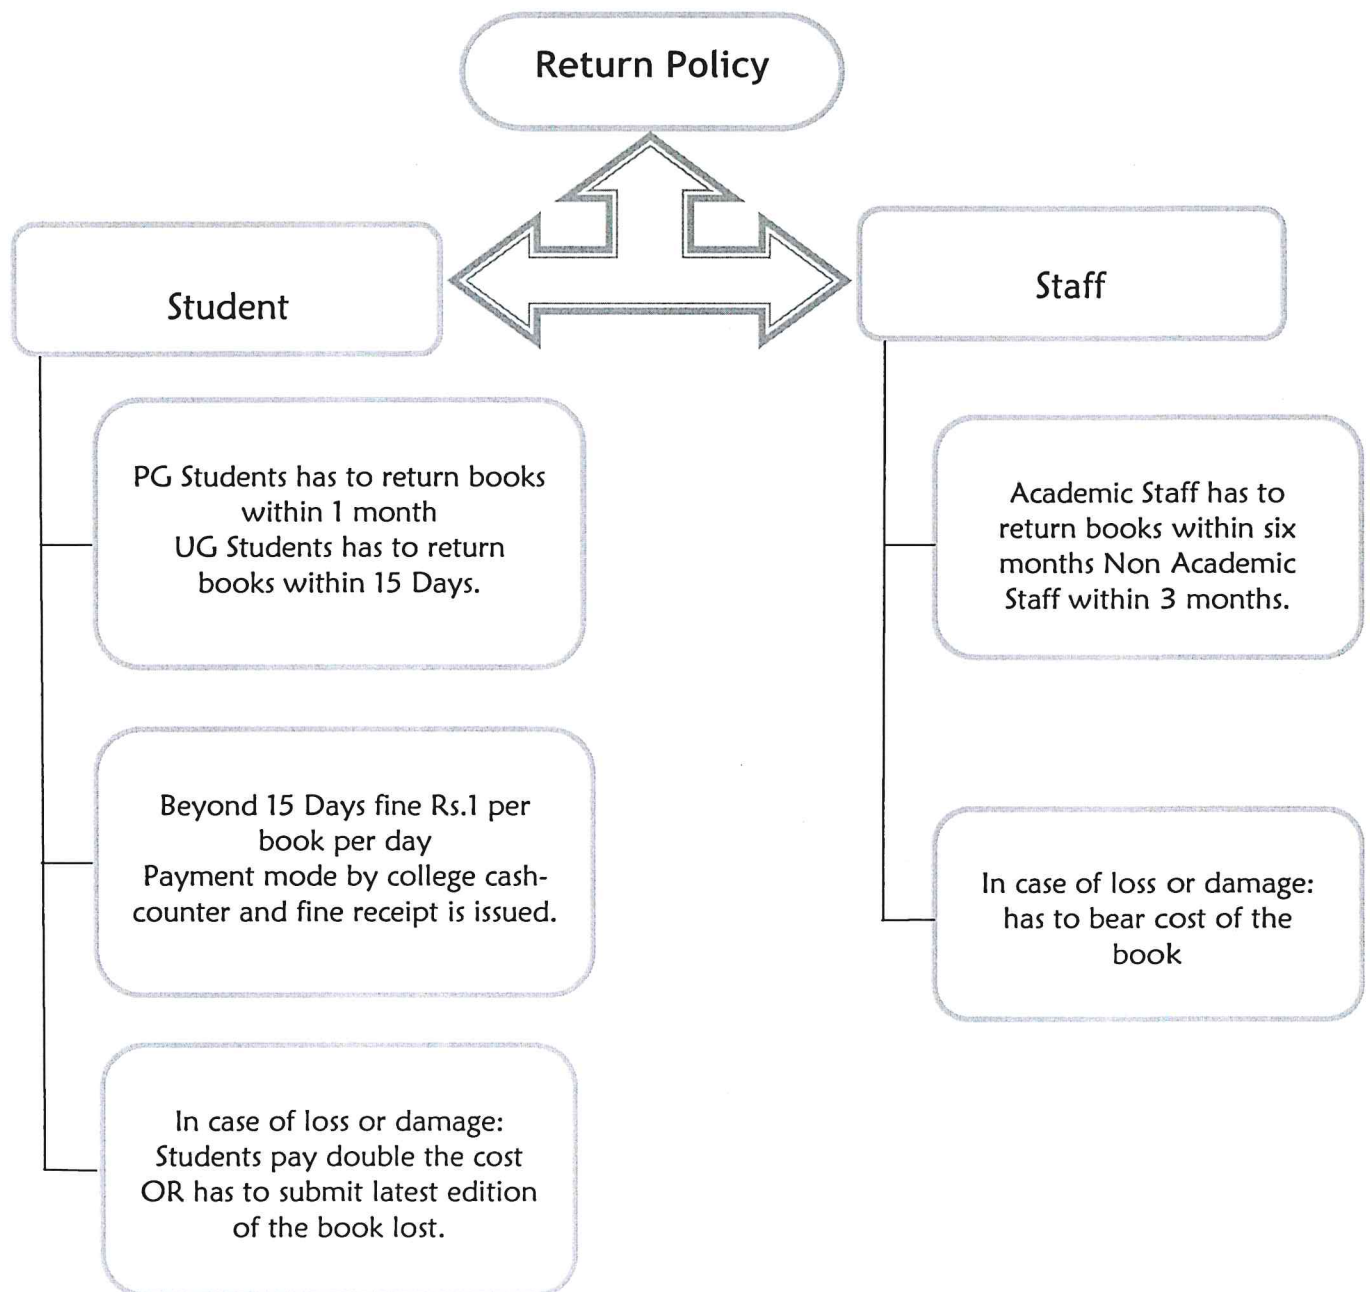 Return Policy
Student
PG Students has to return books
within 1 month
UG Students has to return
books within 15 Days.
Beyond 15 Days fine Rs.1 per
book per day
Payment mode by college cash-
counter and fine receipt is issued.
In case of loss or damage:
Students pay double the cost
OR has to submit latest edition
of the book lost.
Staff
Academic Staff has to
return books within six
months Non Academic
Staff within 3 months.
In case of loss or damage:
has to bear cost of the
book